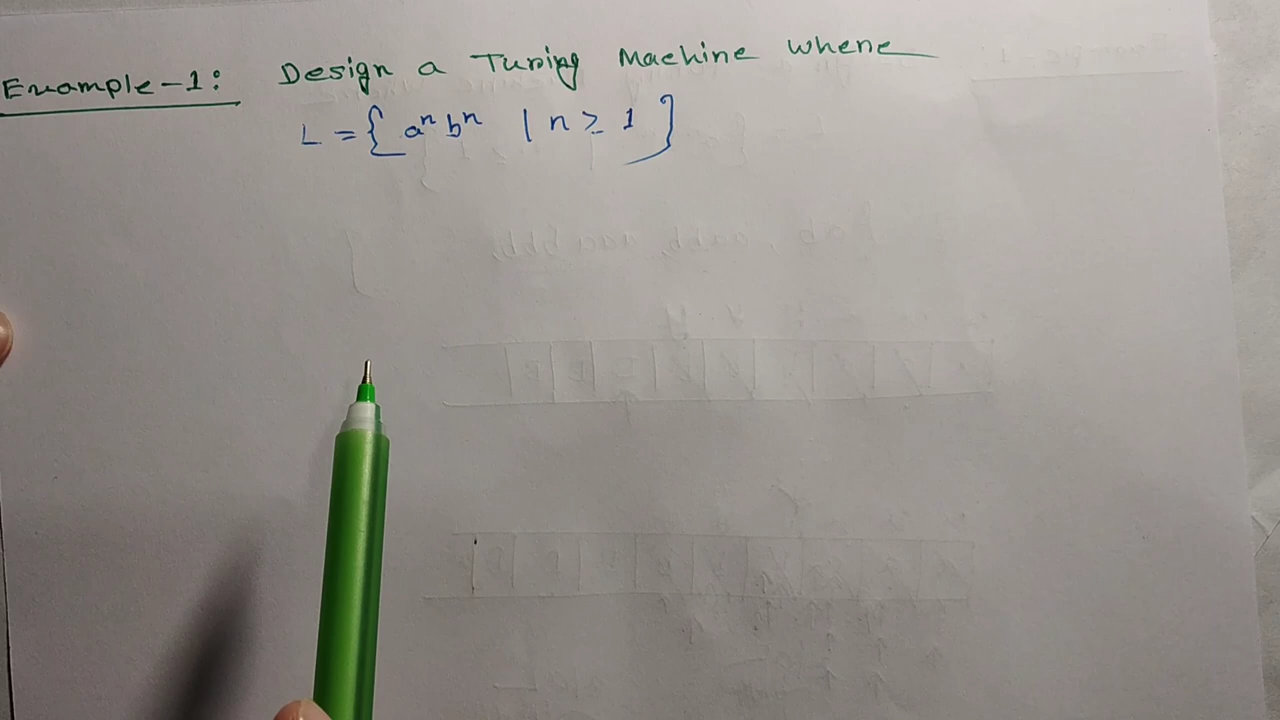 Example-1: Design a Turing Machine where
L = { aⁿ bⁿ | n ≥ 1 }